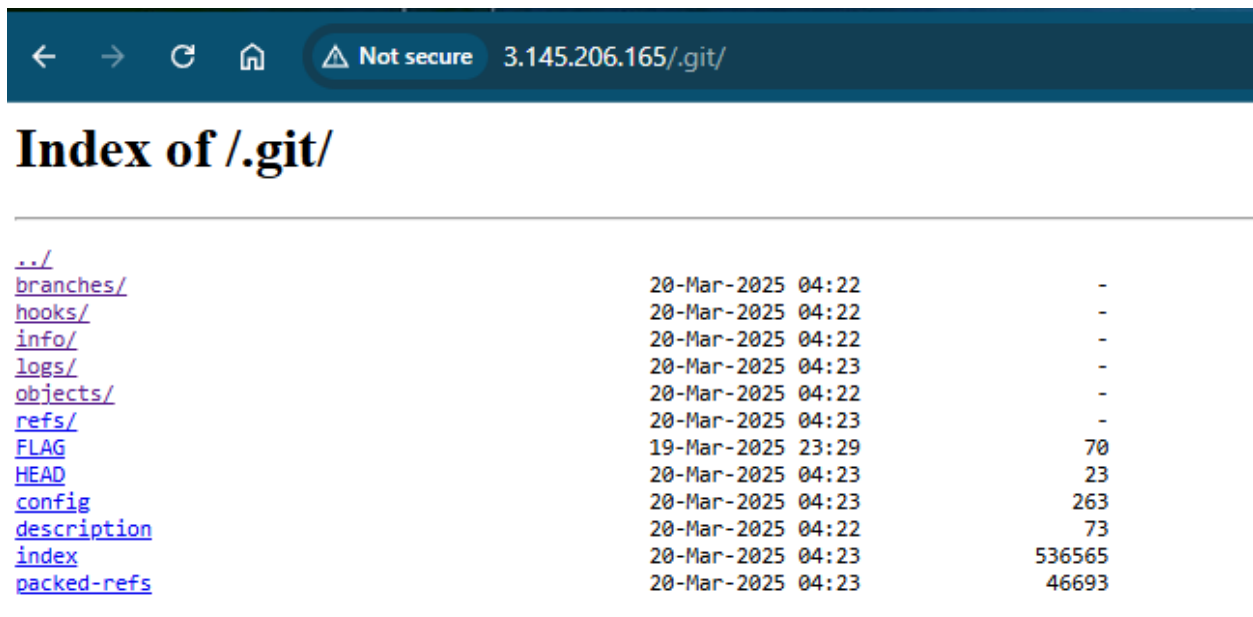 Not secure 3.145.206.165/.git/
Index of /.git/
../
branches/ 20-Mar-2025 04:22 -
hooks/ 20-Mar-2025 04:22 -
info/ 20-Mar-2025 04:22 -
logs/ 20-Mar-2025 04:23 -
objects/ 20-Mar-2025 04:22 -
refs/ 20-Mar-2025 04:23 -
FLAG 19-Mar-2025 23:29 70
HEAD 20-Mar-2025 04:23 23
config 20-Mar-2025 04:23 263
description 20-Mar-2025 04:22 73
index 20-Mar-2025 04:23 536565
packed-refs 20-Mar-2025 04:23 46693